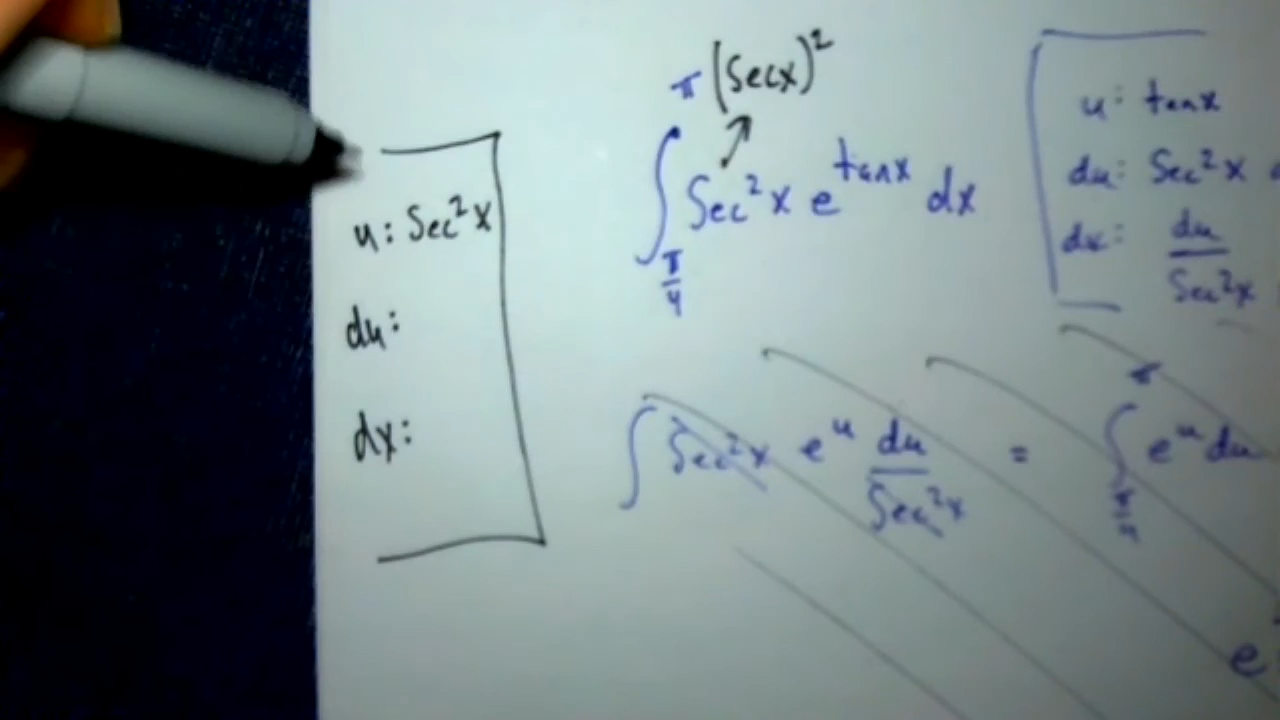 π (Secx)²
∫ Sec²x e^tanx dx
π/4
u: Sec²x
du:
dx:
u: tanx
du: Sec²x
dx: du/Sec²x
∫ Sec²x e^u du/Sec²x = ∫ e^u du
e